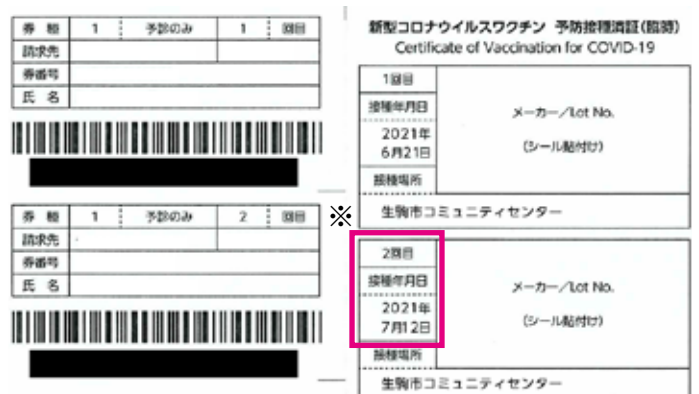 券 種 1 予診のみ 1 回目
請求先
券番号
氏 名
券 種 1 予診のみ 2 回目
請求先
券番号
氏 名
※
新型コロナウイルスワクチン 予防接種済証(臨時)
Certificate of Vaccination for COVID-19
1回目
接種年月日
2021年
6月21日
メーカー/Lot No.
(シール貼付け)
接種場所
生駒市コミュニティセンター
2回目
接種年月日
2021年
7月12日
メーカー/Lot No.
(シール貼付け)
接種場所
生駒市コミュニティセンター